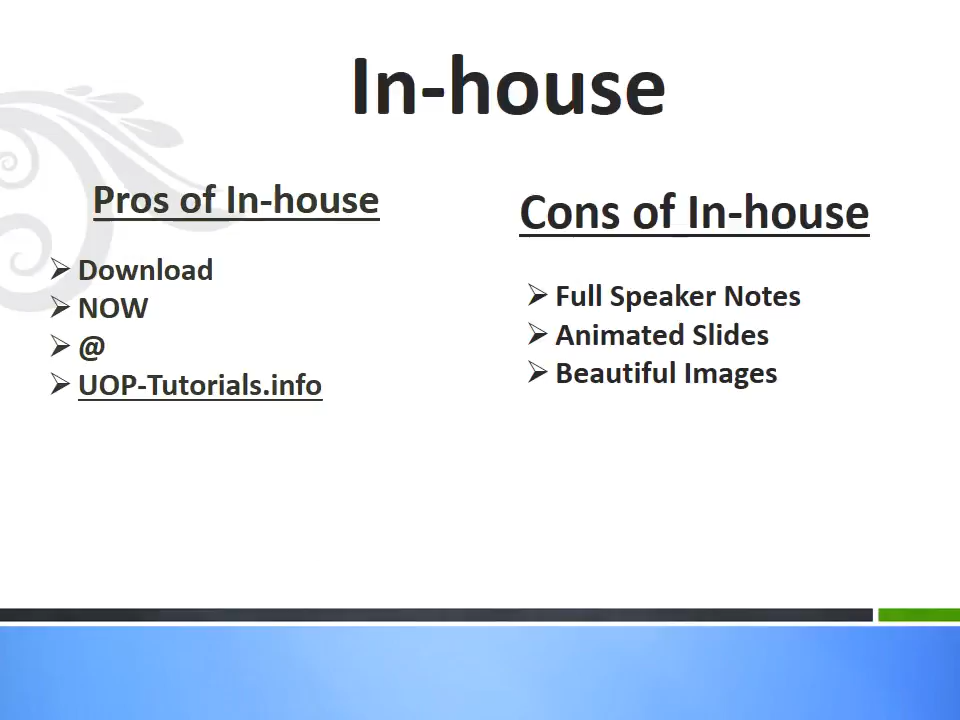 In-house
Pros of In-house
Download
NOW
@
UOP-Tutorials.info
Cons of In-house
Full Speaker Notes
Animated Slides
Beautiful Images